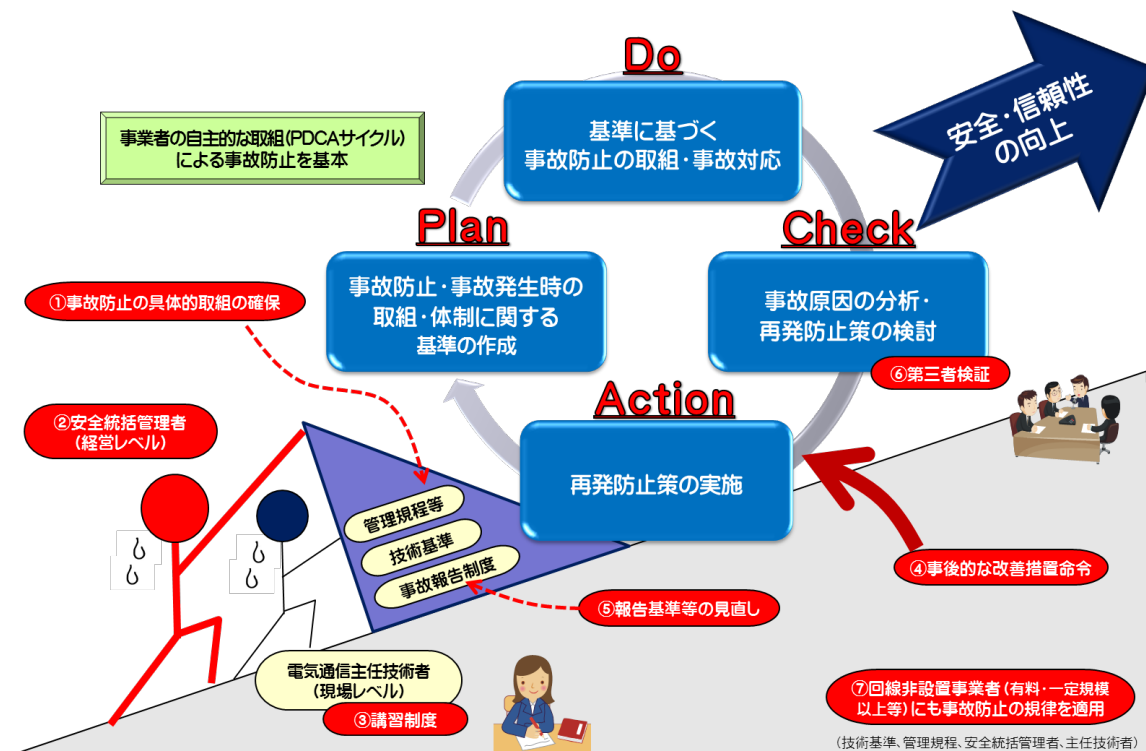 Do
基準に基づく
事故防止の取組・事故対応
安全・信頼性
の向上
事業者の自主的な取組(PDCAサイクル)
による事故防止を基本
Plan
事故防止・事故発生時の
取組・体制に関する
基準の作成
Check
事故原因の分析・
再発防止策の検討
⑥第三者検証
①事故防止の具体的取組の確保
②安全統括管理者
(経営レベル)
Action
再発防止策の実施
管理規程等
技術基準
事故報告制度
④事後的な改善措置命令
⑤報告基準等の見直し
電気通信主任技術者
(現場レベル)
③講習制度
⑦回線非設置事業者(有料・一定規模
以上等)にも事故防止の規律を適用
(技術基準、管理規程、安全統括管理者、主任技術者)